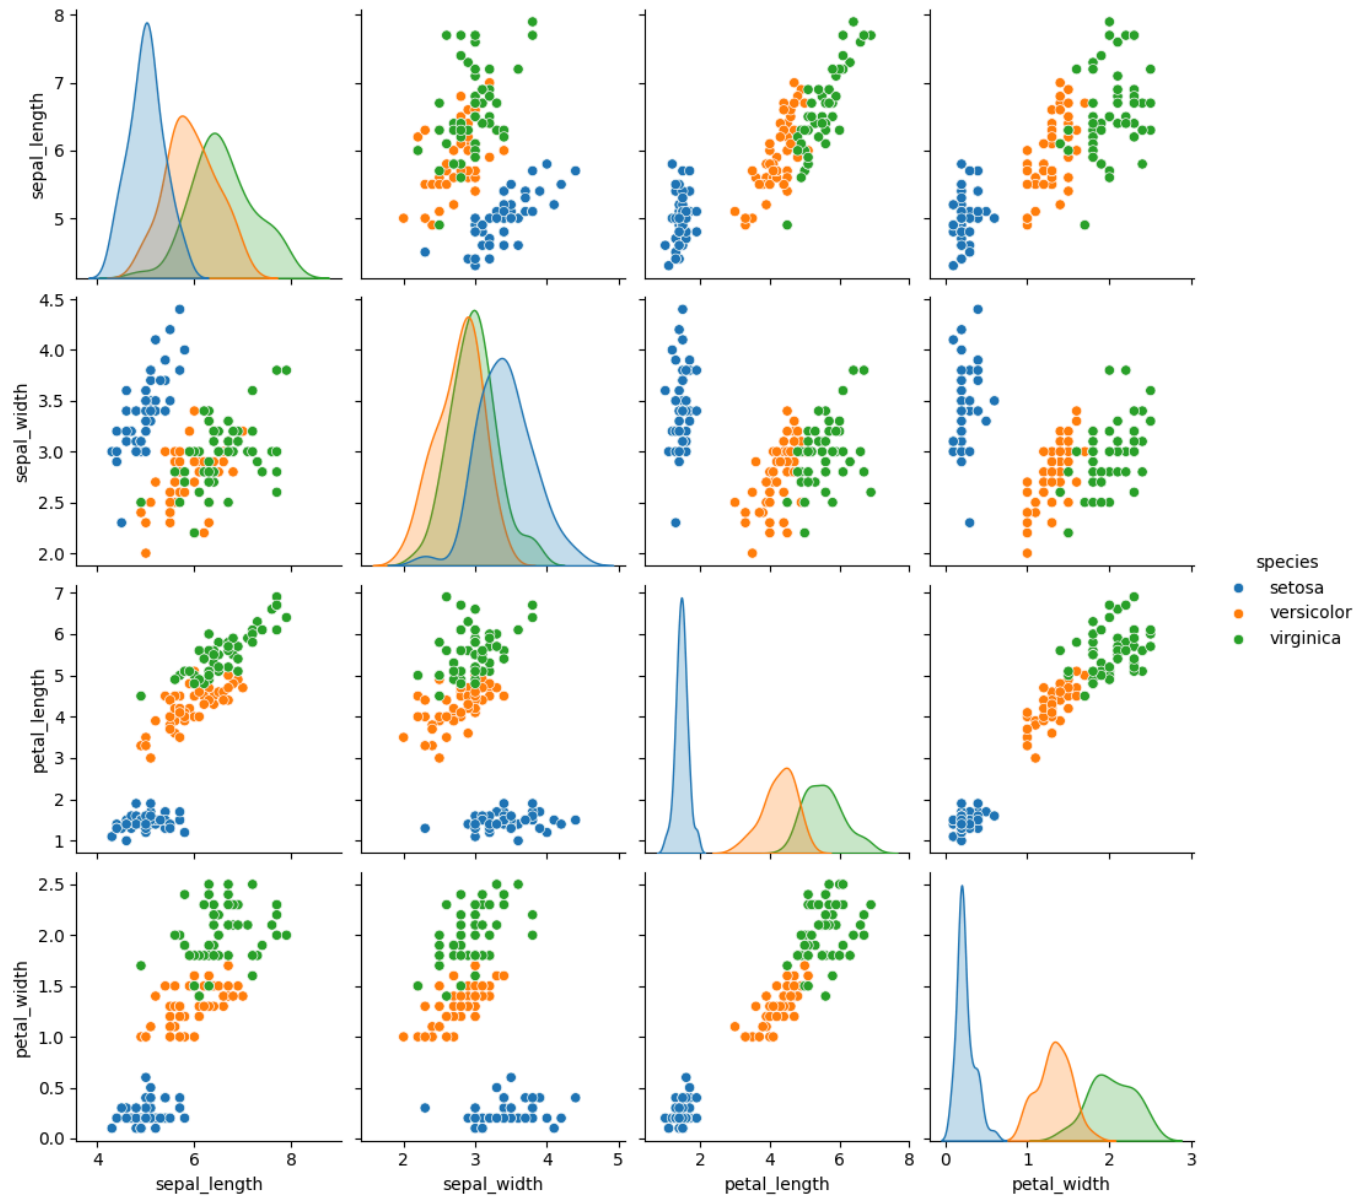 8
7
6
5
sepal_length
4.5
4.0
3.5
3.0
2.5
2.0
sepal_width
species
setosa
versicolor
virginica
7
6
5
4
3
2
1
petal_length
2.5
2.0
1.5
1.0
0.5
0.0
petal_width
4 6 8
sepal_length
2 3 4 5
sepal_width
2 4 6 8
petal_length
0 1 2 3
petal_width